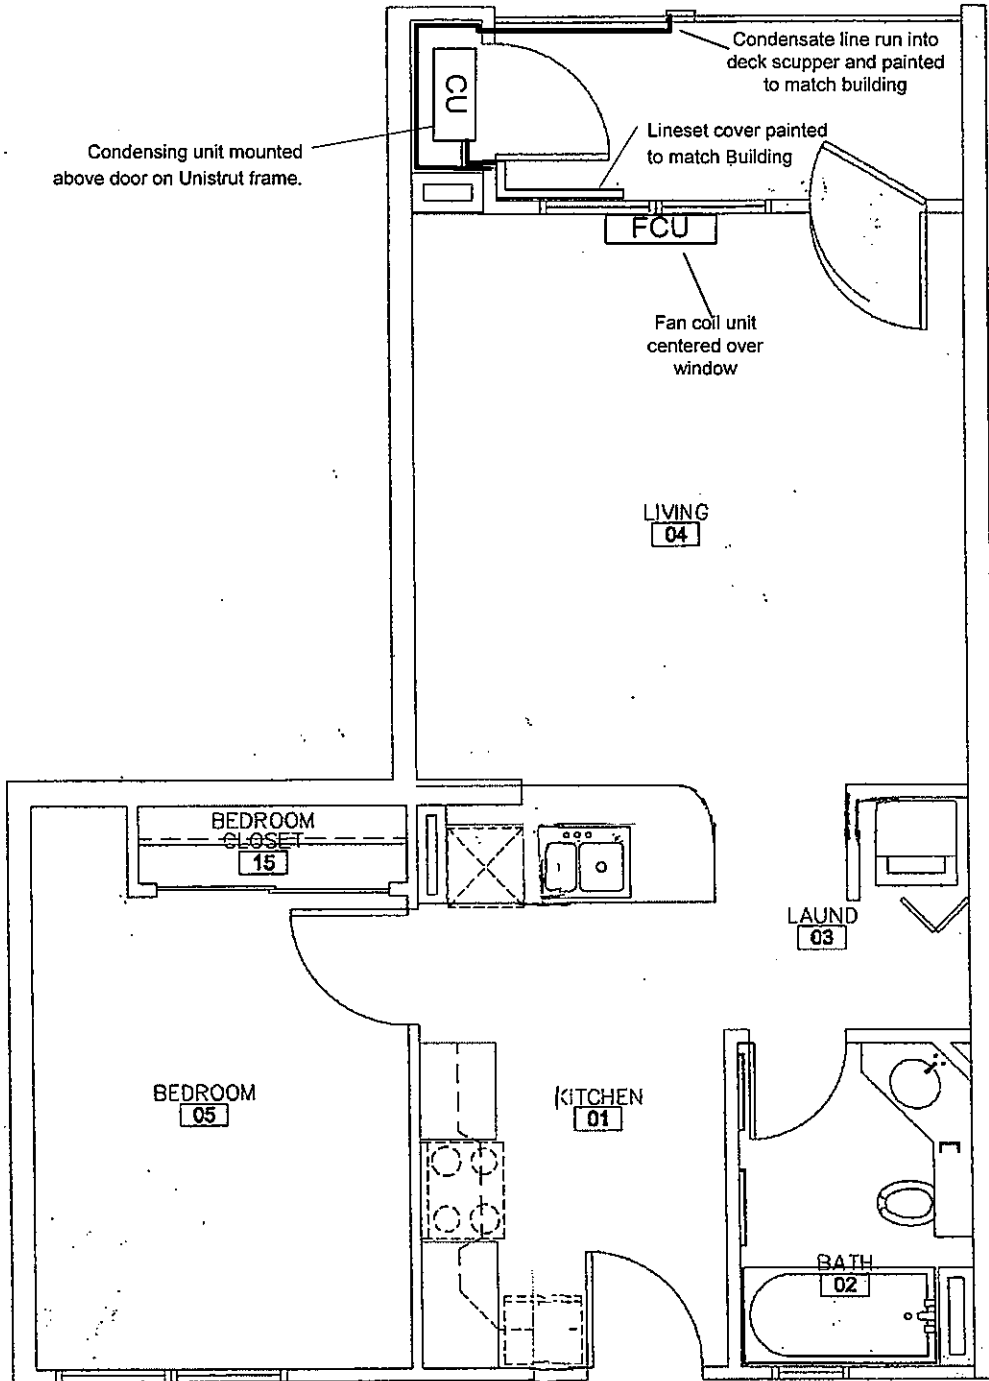 Condensate line run into
deck scupper and painted
to match building
CU
Lineset cover painted
to match Building
Condensing unit mounted
above door on Unistrut frame.
FCU
Fan coil unit
centered over
window
LIVING
04
BEDROOM
CLOSET
15
LAUND
03
BEDROOM
05
KITCHEN
01
BATH
02